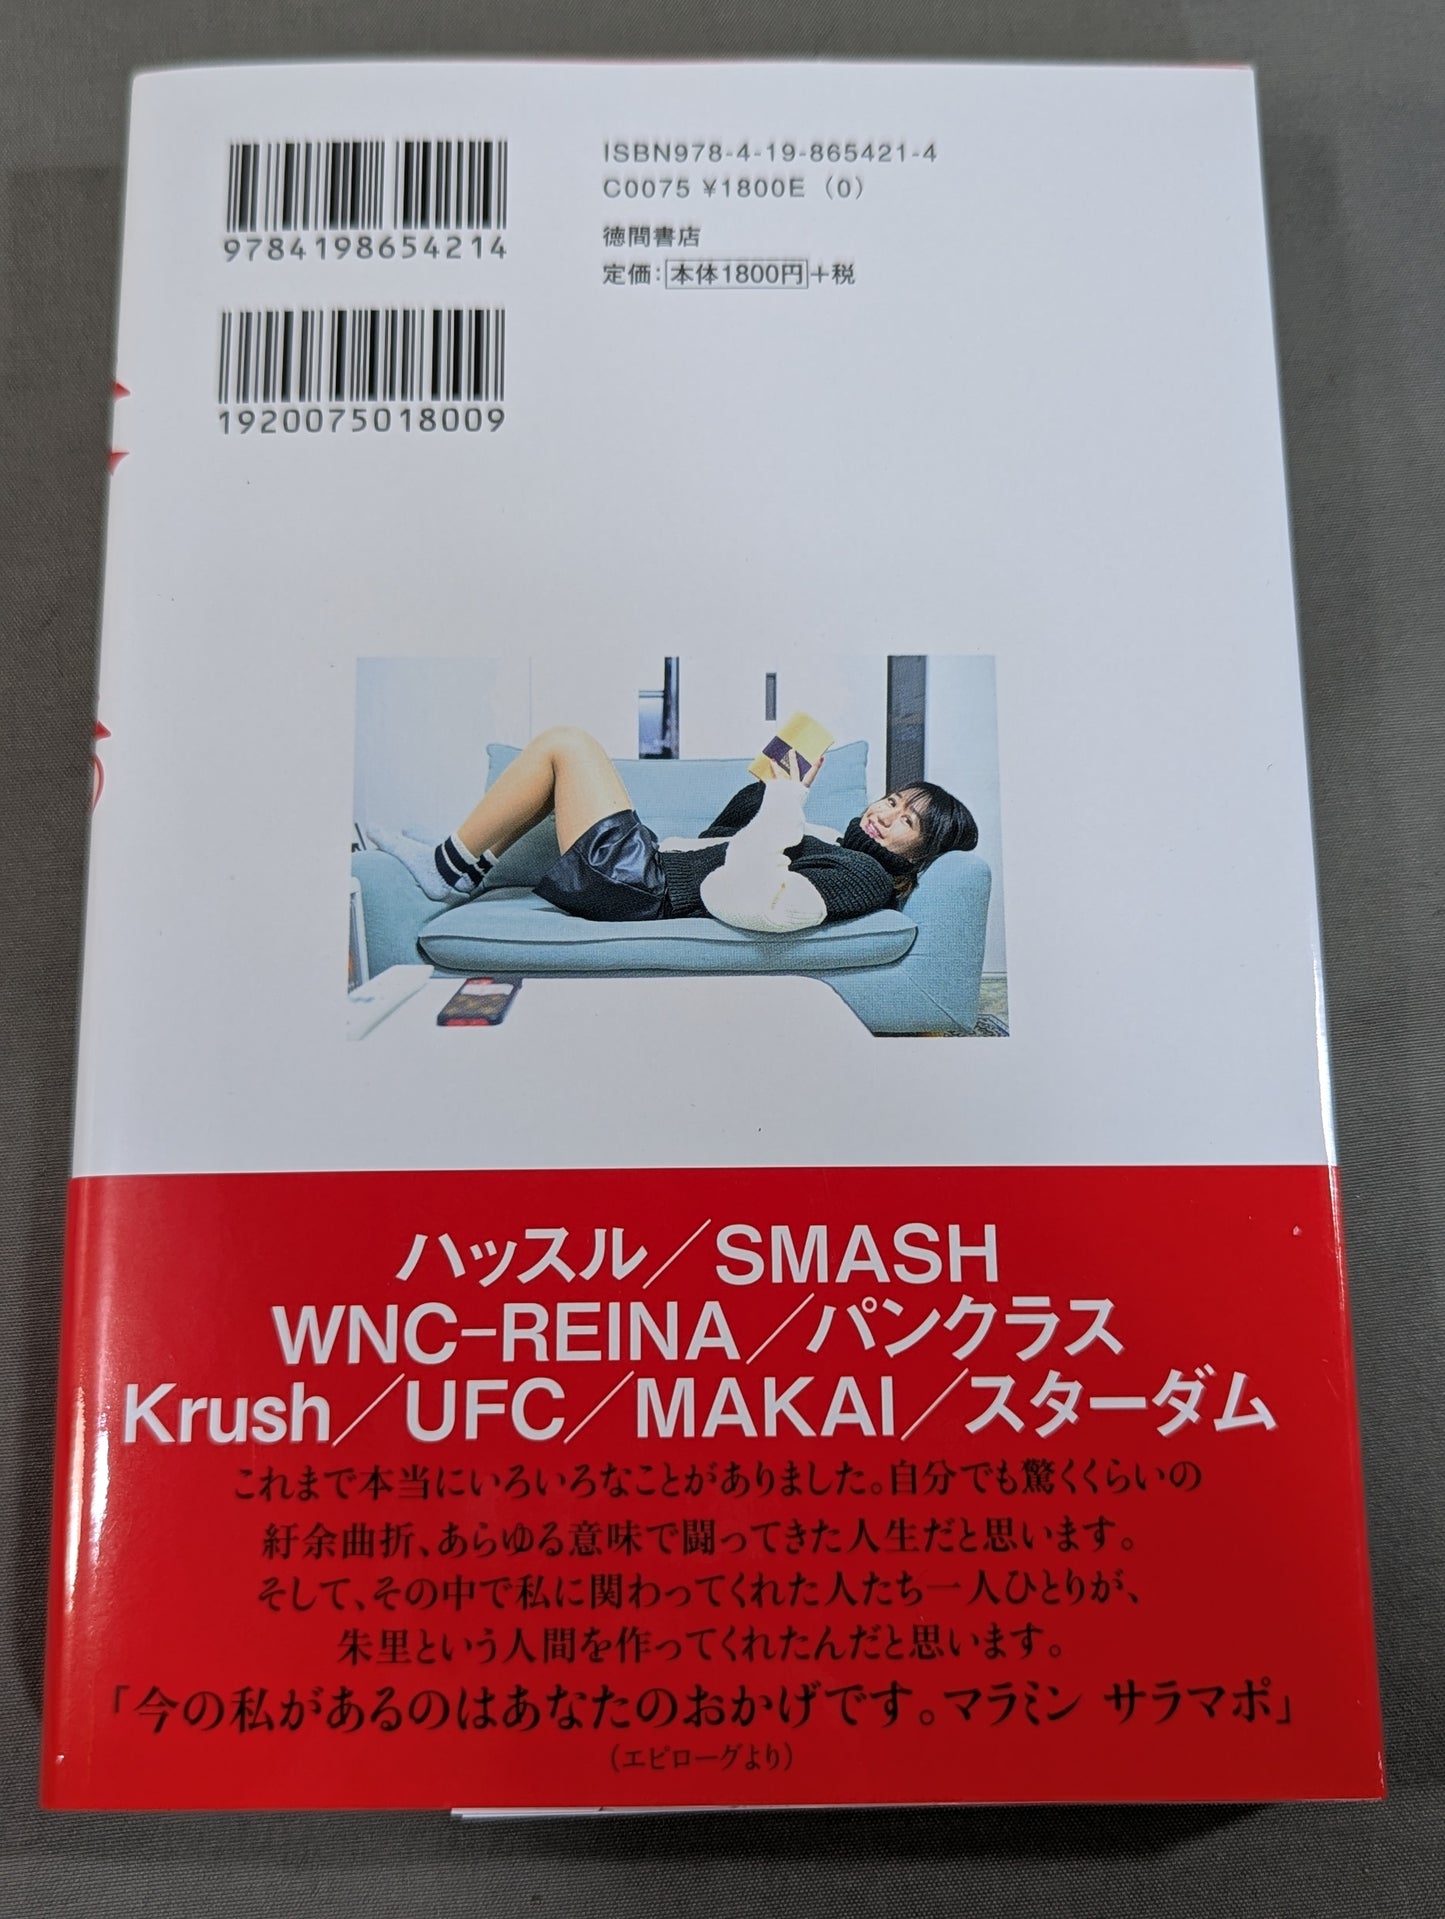 9784198654214
1920075018009
ISBN978-4-19-865421-4
C0075 ¥1800E (0)
徳間書店
定価：本体1800円＋税
ハッスル／SMASH
WNC-REINA／パンクラス
Krush／UFC／MAKAI／スターダム
これまで本当にいろいろなことがありました。自分でも驚くくらいの
紆余曲折、あらゆる意味で闘ってきた人生だと思います。
そして、その中で私に関わってくれた人たち一人ひとりが、
朱里という人間を作ってくれたんだと思います。
「今の私があるのはあなたのおかげです。マラミン サラマポ」
（エピローグより）